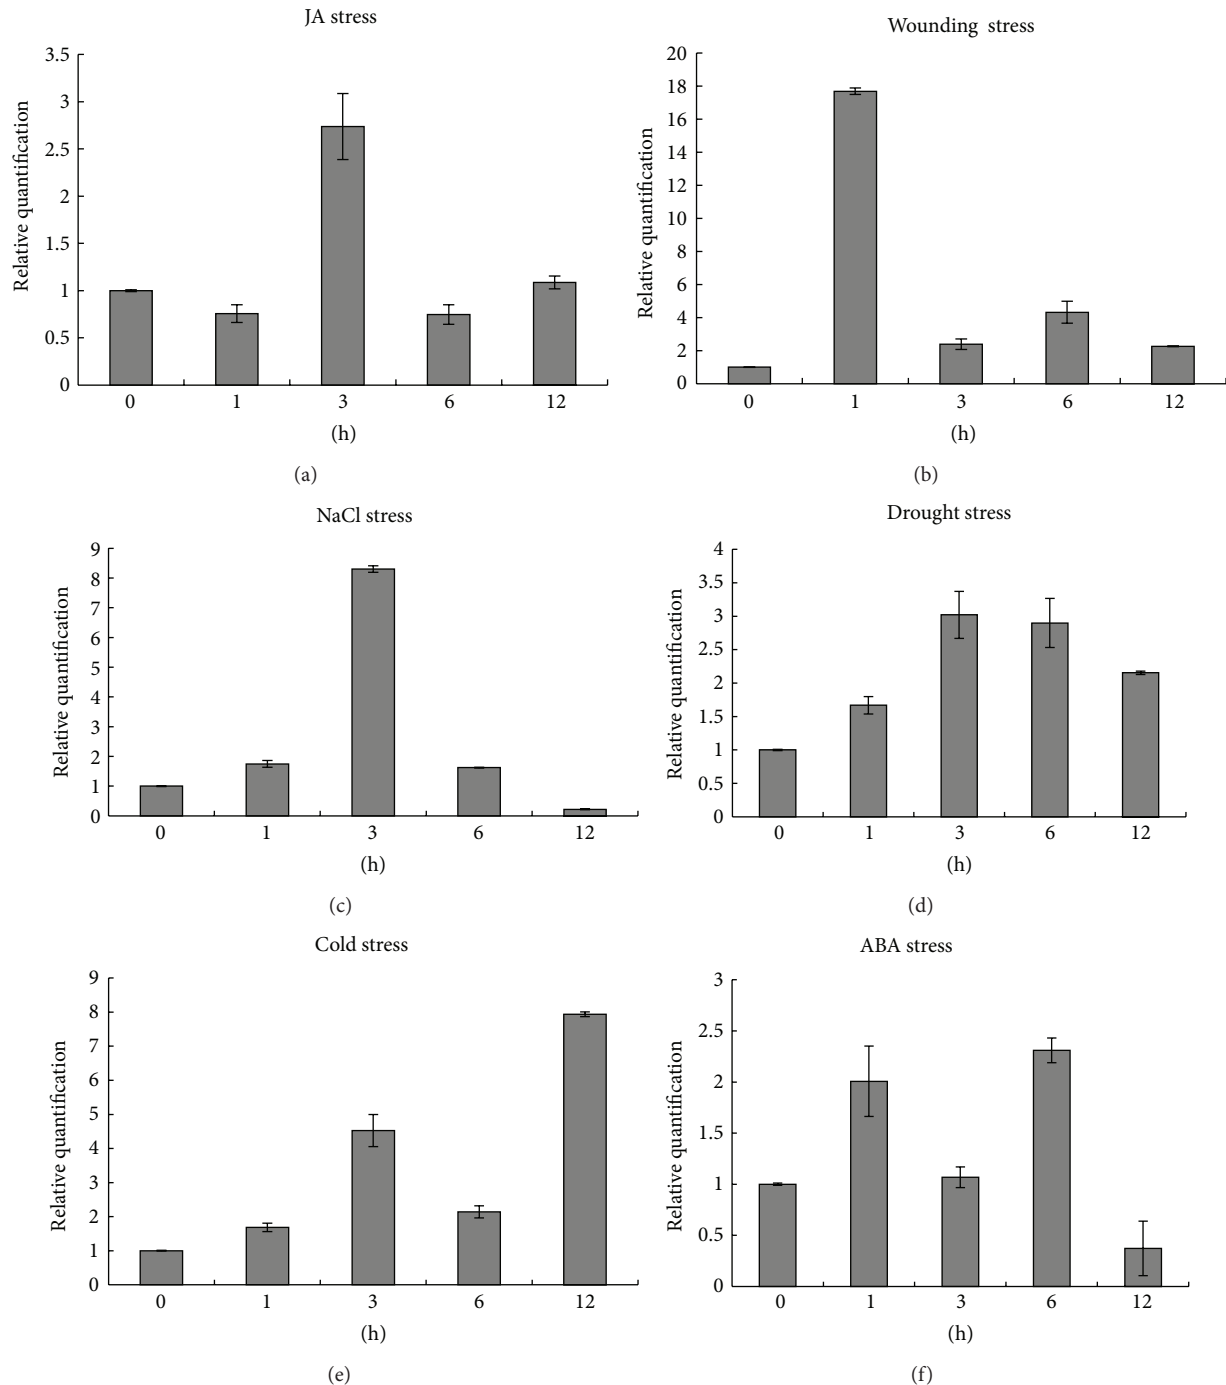 JA stress
3.5
3
2.5
2
1.5
1
0.5
0
Relative quantification
0 1 3 6 12
(h)
(a)
Wounding stress
20
18
16
14
12
10
8
6
4
2
0
Relative quantification
0 1 3 6 12
(h)
(b)
NaCl stress
9
8
7
6
5
4
3
2
1
0
Relative quantification
0 1 3 6 12
(h)
(c)
Drought stress
4
3.5
3
2.5
2
1.5
1
0.5
0
Relative quantification
0 1 3 6 12
(h)
(d)
Cold stress
9
8
7
6
5
4
3
2
1
0
Relative quantification
0 1 3 6 12
(h)
(e)
ABA stress
3
2.5
2
1.5
1
0.5
0
Relative quantification
0 1 3 6 12
(h)
(f)